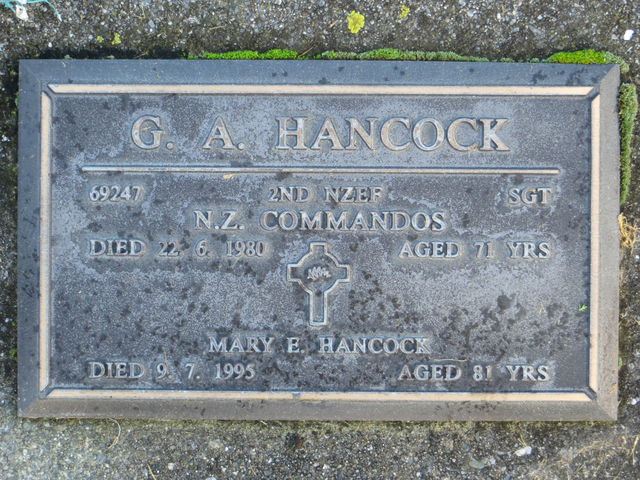 G. A. HANCOCK
69247 2ND NZEF SGT
N.Z. COMMANDOS
DIED 22. 6. 1980 AGED 71 YRS
MARY E. HANCOCK
DIED 9. 7. 1995 AGED 81 YRS